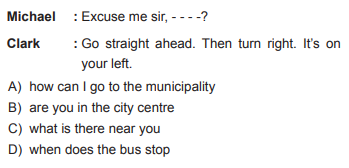 Michael : Excuse me sir, - - - -?
Clark : Go straight ahead. Then turn right. It's on
your left.
A) how can I go to the municipality
B) are you in the city centre
C) what is there near you
D) when does the bus stop